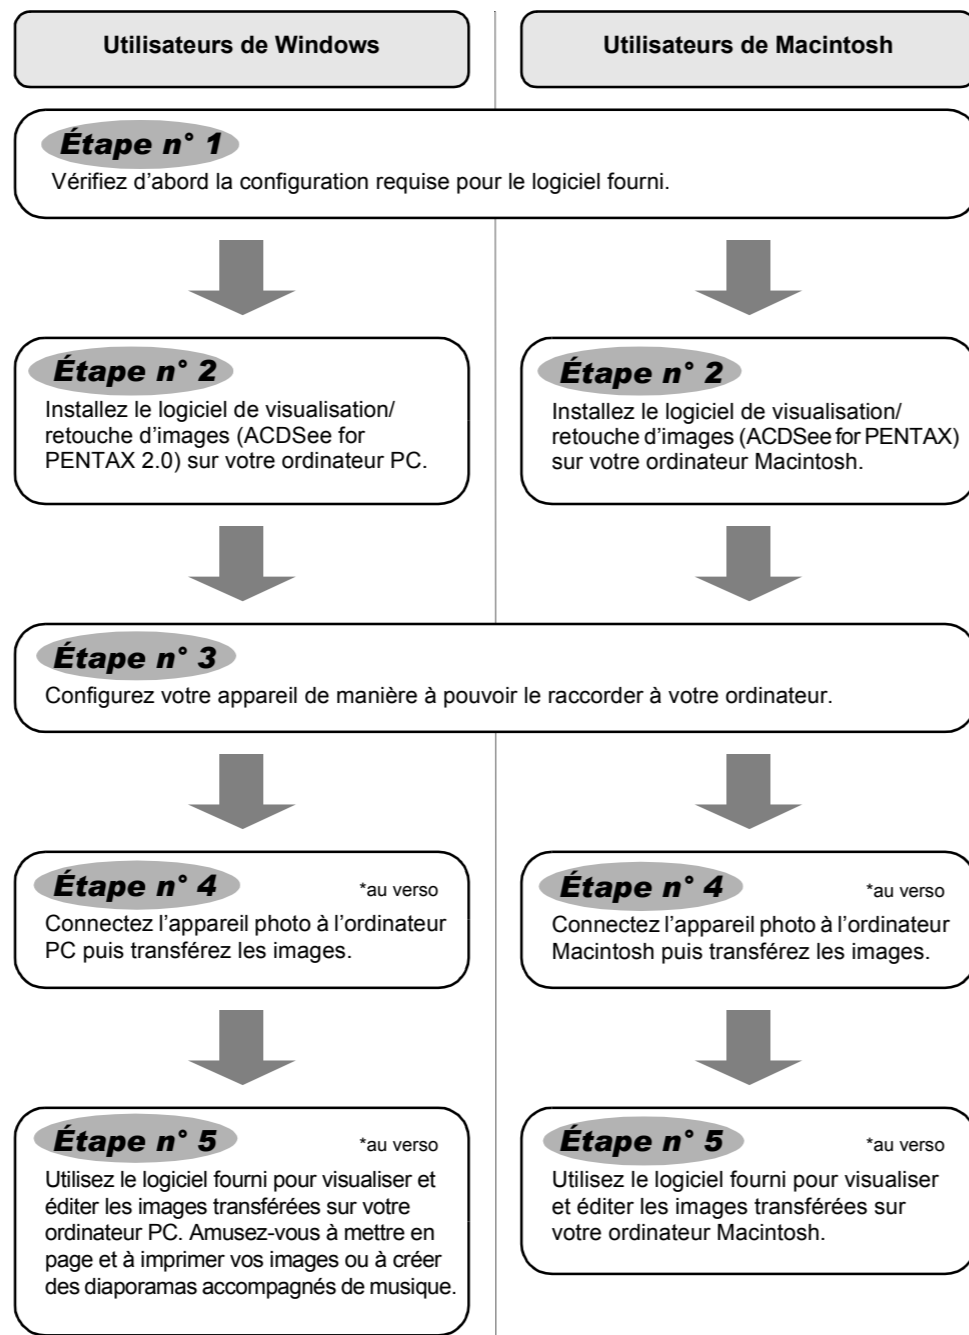 Utilisateurs de Windows
Utilisateurs de Macintosh
Étape n° 1
Vérifiez d'abord la configuration requise pour le logiciel fourni.
Étape n° 2
Installez le logiciel de visualisation/
retouche d'images (ACDSee for
PENTAX 2.0) sur votre ordinateur PC.
Étape n° 2
Installez le logiciel de visualisation/
retouche d'images (ACDSee for PENTAX)
sur votre ordinateur Macintosh.
Étape n° 3
Configurez votre appareil de manière à pouvoir le raccorder à votre ordinateur.
Étape n° 4 *au verso
Connectez l'appareil photo à l'ordinateur
PC puis transférez les images.
Étape n° 4 *au verso
Connectez l'appareil photo à l'ordinateur
Macintosh puis transférez les images.
Étape n° 5 *au verso
Utilisez le logiciel fourni pour visualiser et
éditer les images transférées sur votre
ordinateur PC. Amusez-vous à mettre en
page et à imprimer vos images ou à créer
des diaporamas accompagnés de musique.
Étape n° 5 *au verso
Utilisez le logiciel fourni pour visualiser
et éditer les images transférées sur
votre ordinateur Macintosh.